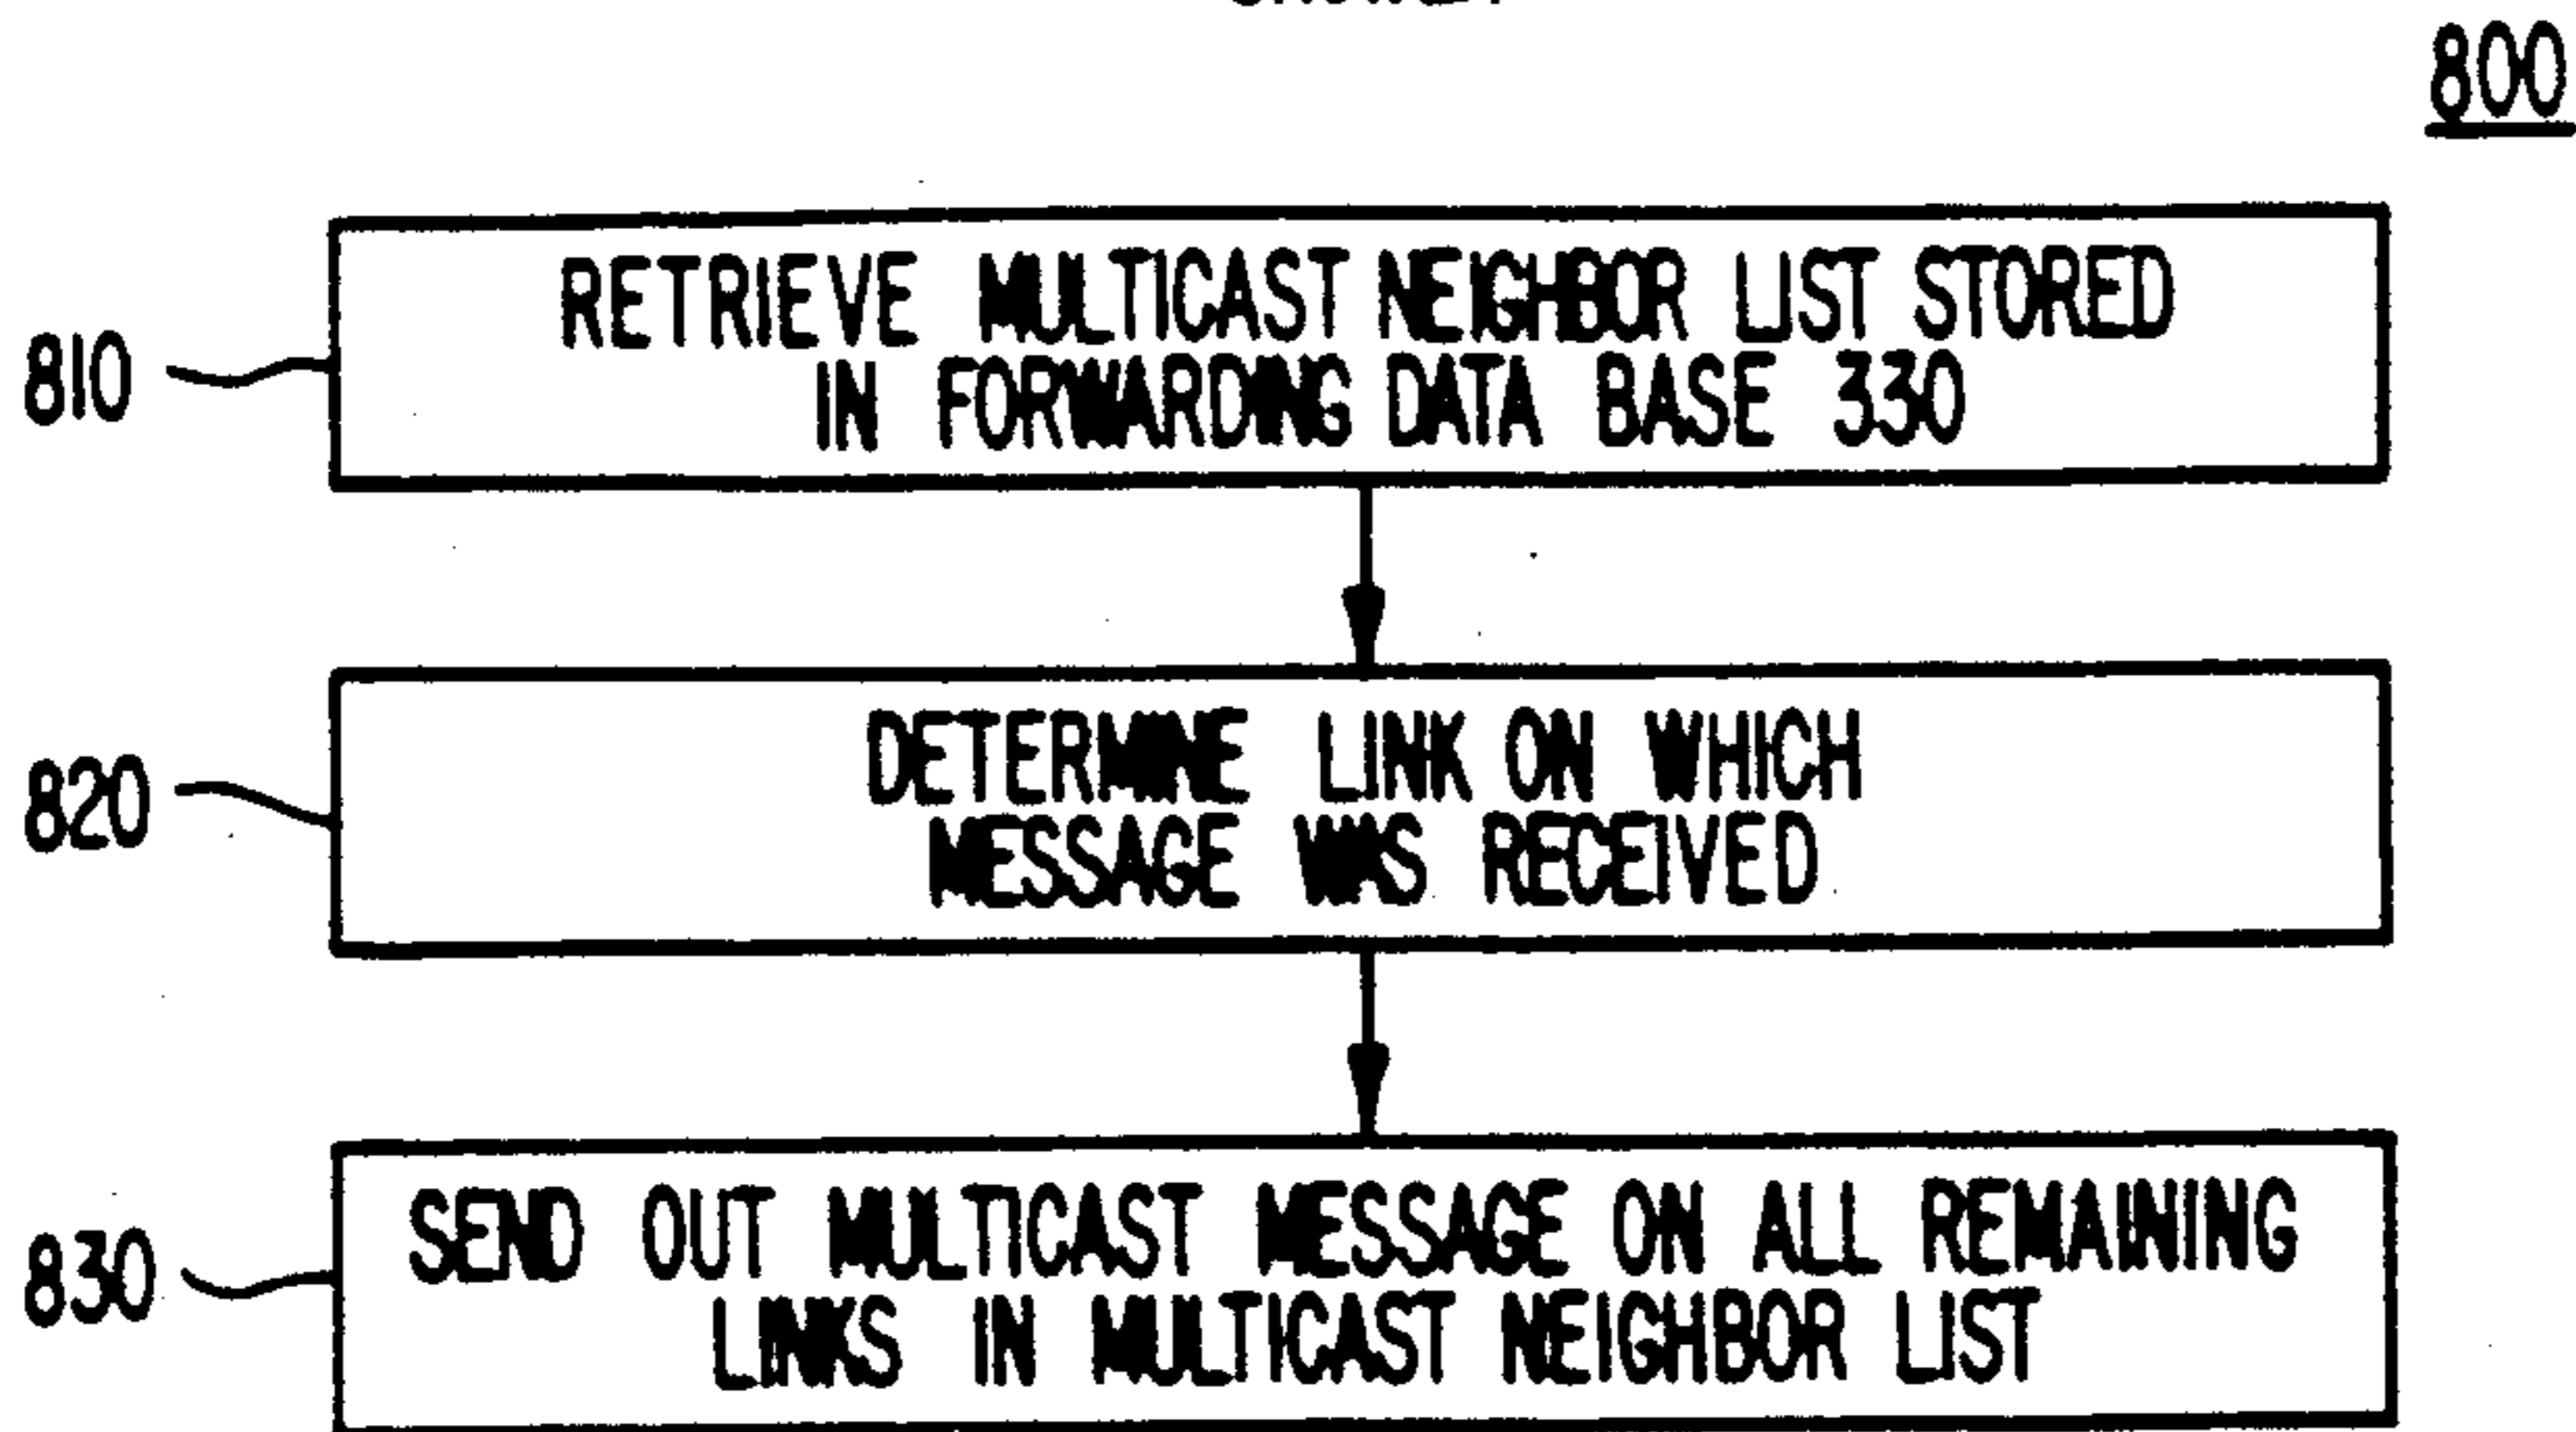 800
810
RETRIEVE MULTICAST NEIGHBOR LIST STORED
IN FORWARDING DATA BASE 330
820
DETERMINE LINK ON WHICH
MESSAGE WAS RECEIVED
830
SEND OUT MULTICAST MESSAGE ON ALL REMAINING
LINKS IN MULTICAST NEIGHBOR LIST